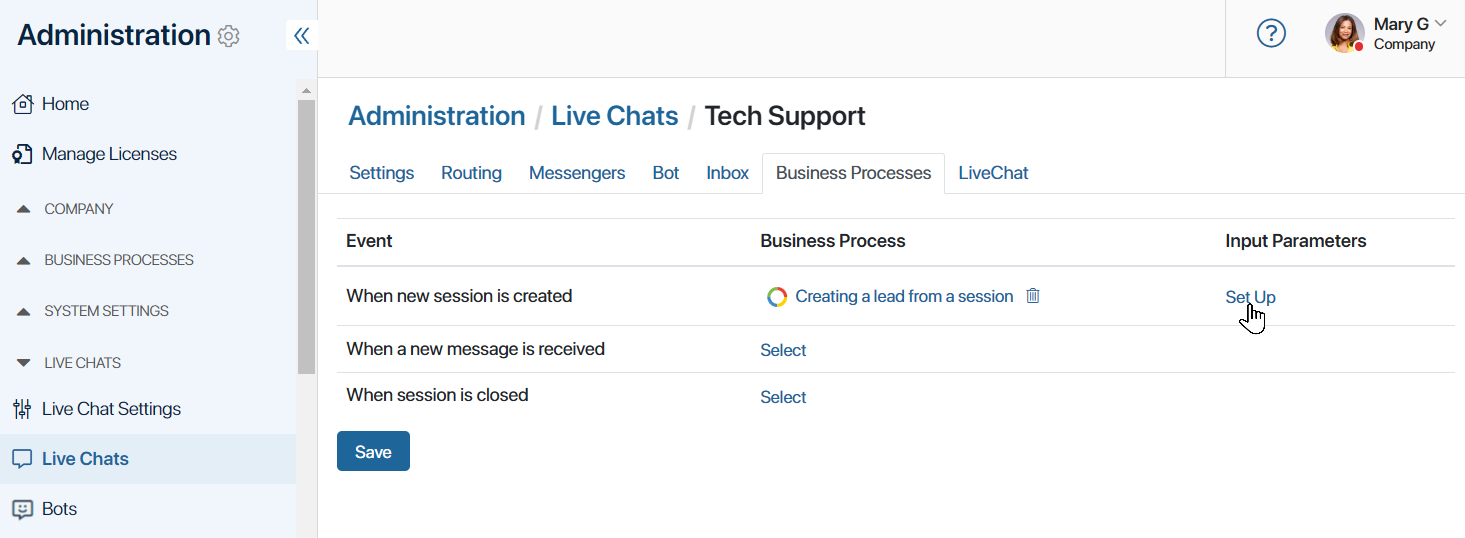 Administration
?
Mary G
Company
Home
Manage Licenses
COMPANY
BUSINESS PROCESSES
SYSTEM SETTINGS
LIVE CHATS
Live Chat Settings
Live Chats
Bots
Administration / Live Chats / Tech Support
Settings Routing Messengers Bot Inbox Business Processes LiveChat
Event Business Process Input Parameters
When new session is created Creating a lead from a session Set Up
When a new message is received Select
When session is closed Select
Save